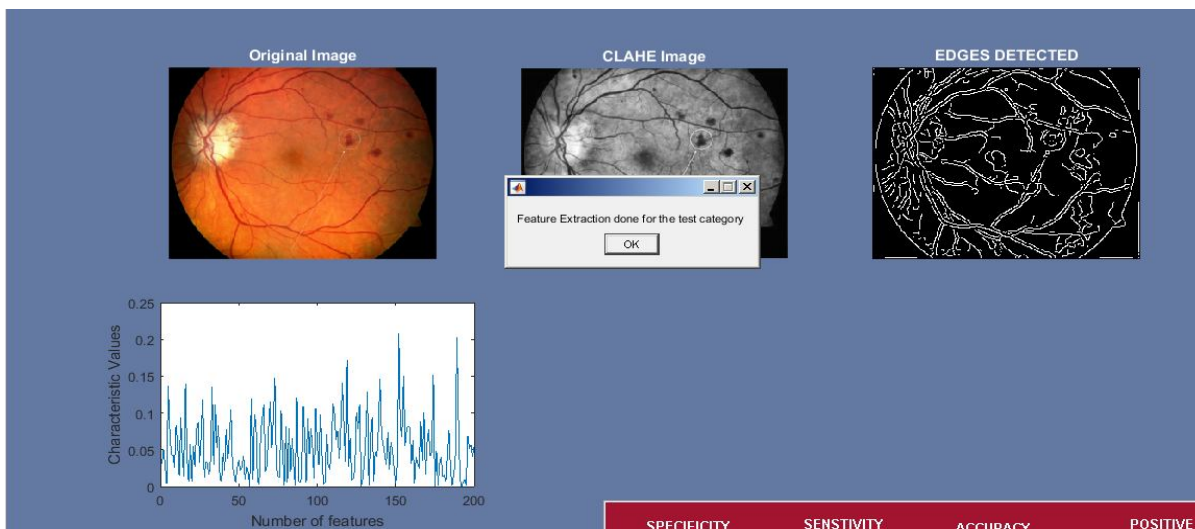 Original Image
CLAHE Image
EDGES DETECTED
Feature Extraction done for the test category
OK
0.25
0.2
0.15
0.1
0.05
0
Characteristic Values
0 50 100 150 200
Number of features
SPECIFICITY SENSTIVITY ACCURACY POSITIVE